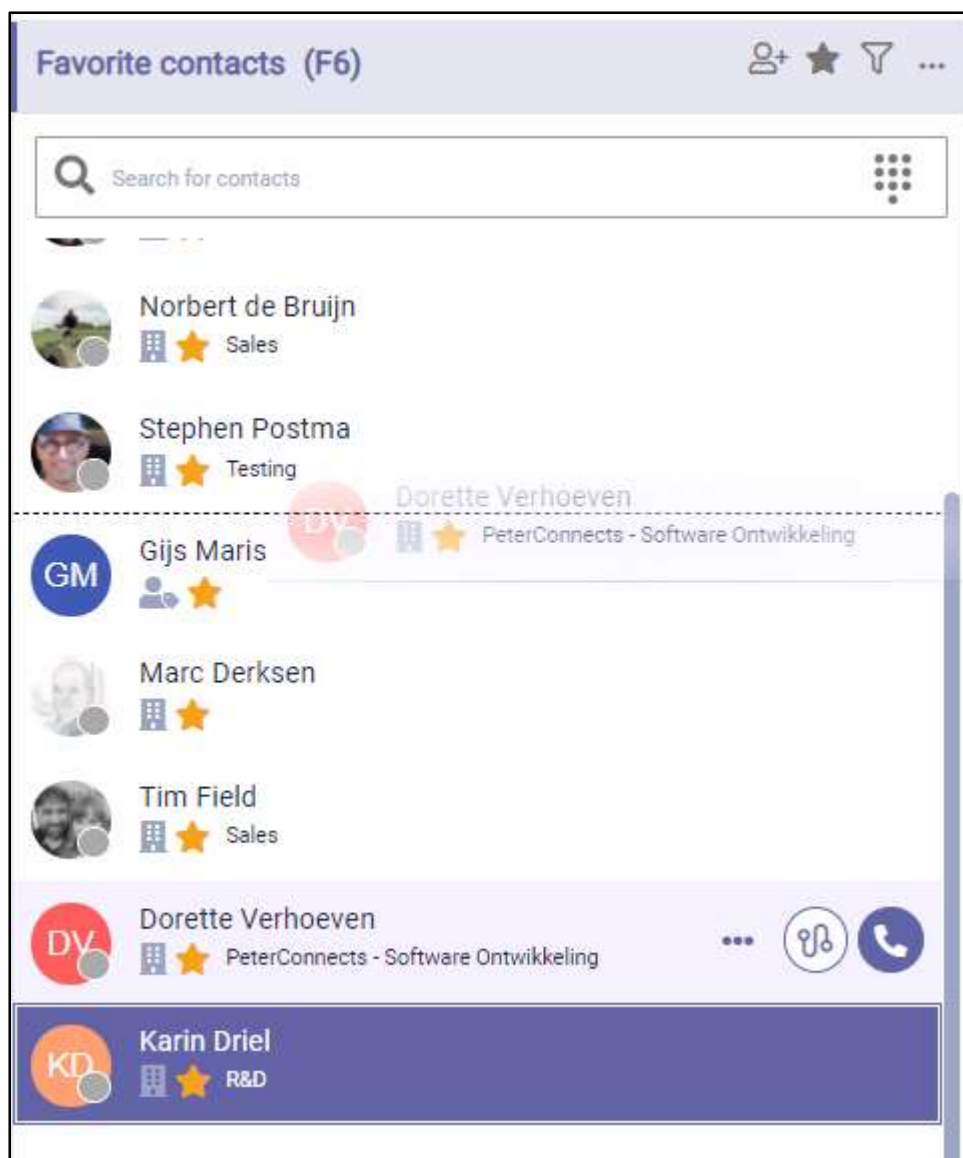 Favorite contacts (F6)
Search for contacts
Norbert de Bruijn
Sales
Stephen Postma
Testing
DV
Dorette Verhoeven
PeterConnects - Software Ontwikkeling
GM
Gijs Maris
Marc Derksen
Tim Field
Sales
DV
Dorette Verhoeven
PeterConnects - Software Ontwikkeling
KD
Karin Driel
R&D